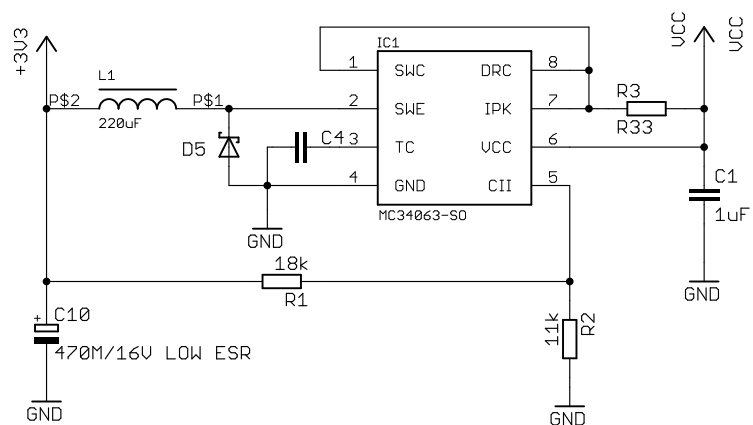 +3V3
VCC
VCC
IC1
L1
P$2
P$1
220uF
1
SWC
DRC
8
2
SWE
IPK
7
R3
R33
D5
C4
3
TC
VCC
6
4
GND
CII
5
C1
1uF
MC34063-SO
GND
GND
18k
R1
11k
R2
+
C10
470M/16V LOW ESR
GND
GND